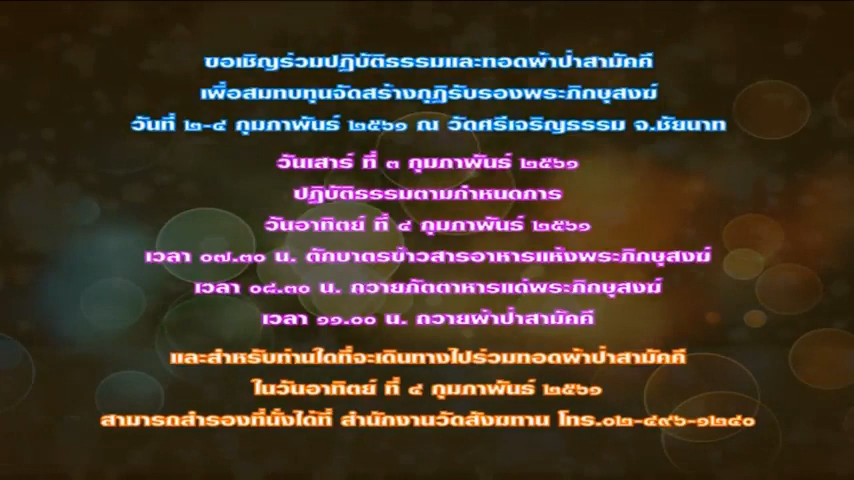 ขอเชิญร่วมปฏิบัติธรรมและทอดผ้าป่าสามัคคี
เพื่อสมทบทุนจัดสร้างกุฏิรับรองพระภิกษุสงฆ์
วันที่ ๒-๔ กุมภาพันธ์ ๒๕๖๑ ณ วัดศรีเจริญธรรม จ.ชัยนาท
วันเสาร์ ที่ ๓ กุมภาพันธ์ ๒๕๖๑
ปฏิบัติธรรมตามกำหนดการ
วันอาทิตย์ ที่ ๔ กุมภาพันธ์ ๒๕๖๑
เวลา ๐๗.๓๐ น. ตักบาตรข้าวสารอาหารแห้งพระภิกษุสงฆ์
เวลา ๐๘.๓๐ น. ถวายภัตตาหารแด่พระภิกษุสงฆ์
เวลา ๑๑.๐๐ น. ถวายผ้าป่าสามัคคี
และสำหรับท่านใดที่จะเดินทางไปร่วมทอดผ้าป่าสามัคคี
ในวันอาทิตย์ ที่ ๔ กุมภาพันธ์ ๒๕๖๑
สามารถสำรองที่นั่งได้ที่ สำนักงานวัดสังฆทาน โทร.๐๒-๔๙๖-๑๒๔๐